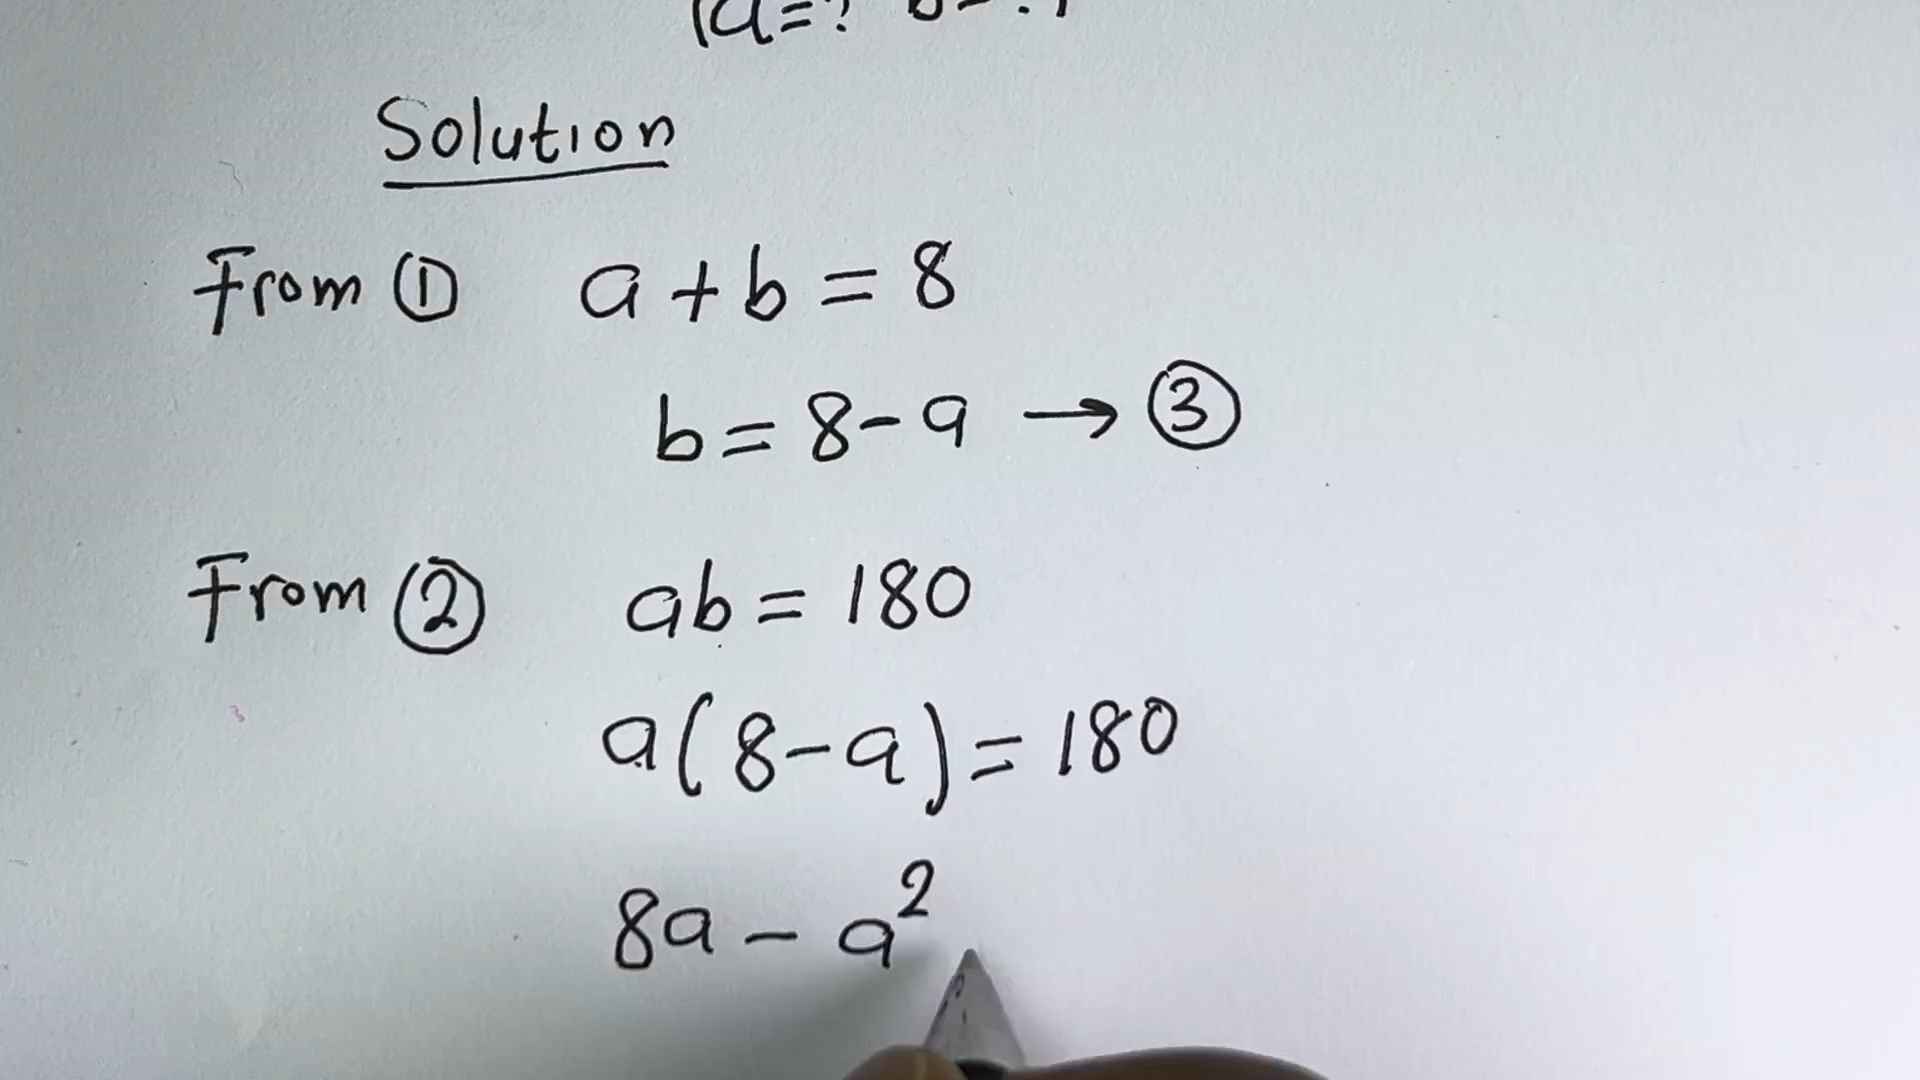 a=? b=?
Solution
From ① a+b=8
b=8-a → ③
From ② ab=180
a(8-a)=180
8a-a²